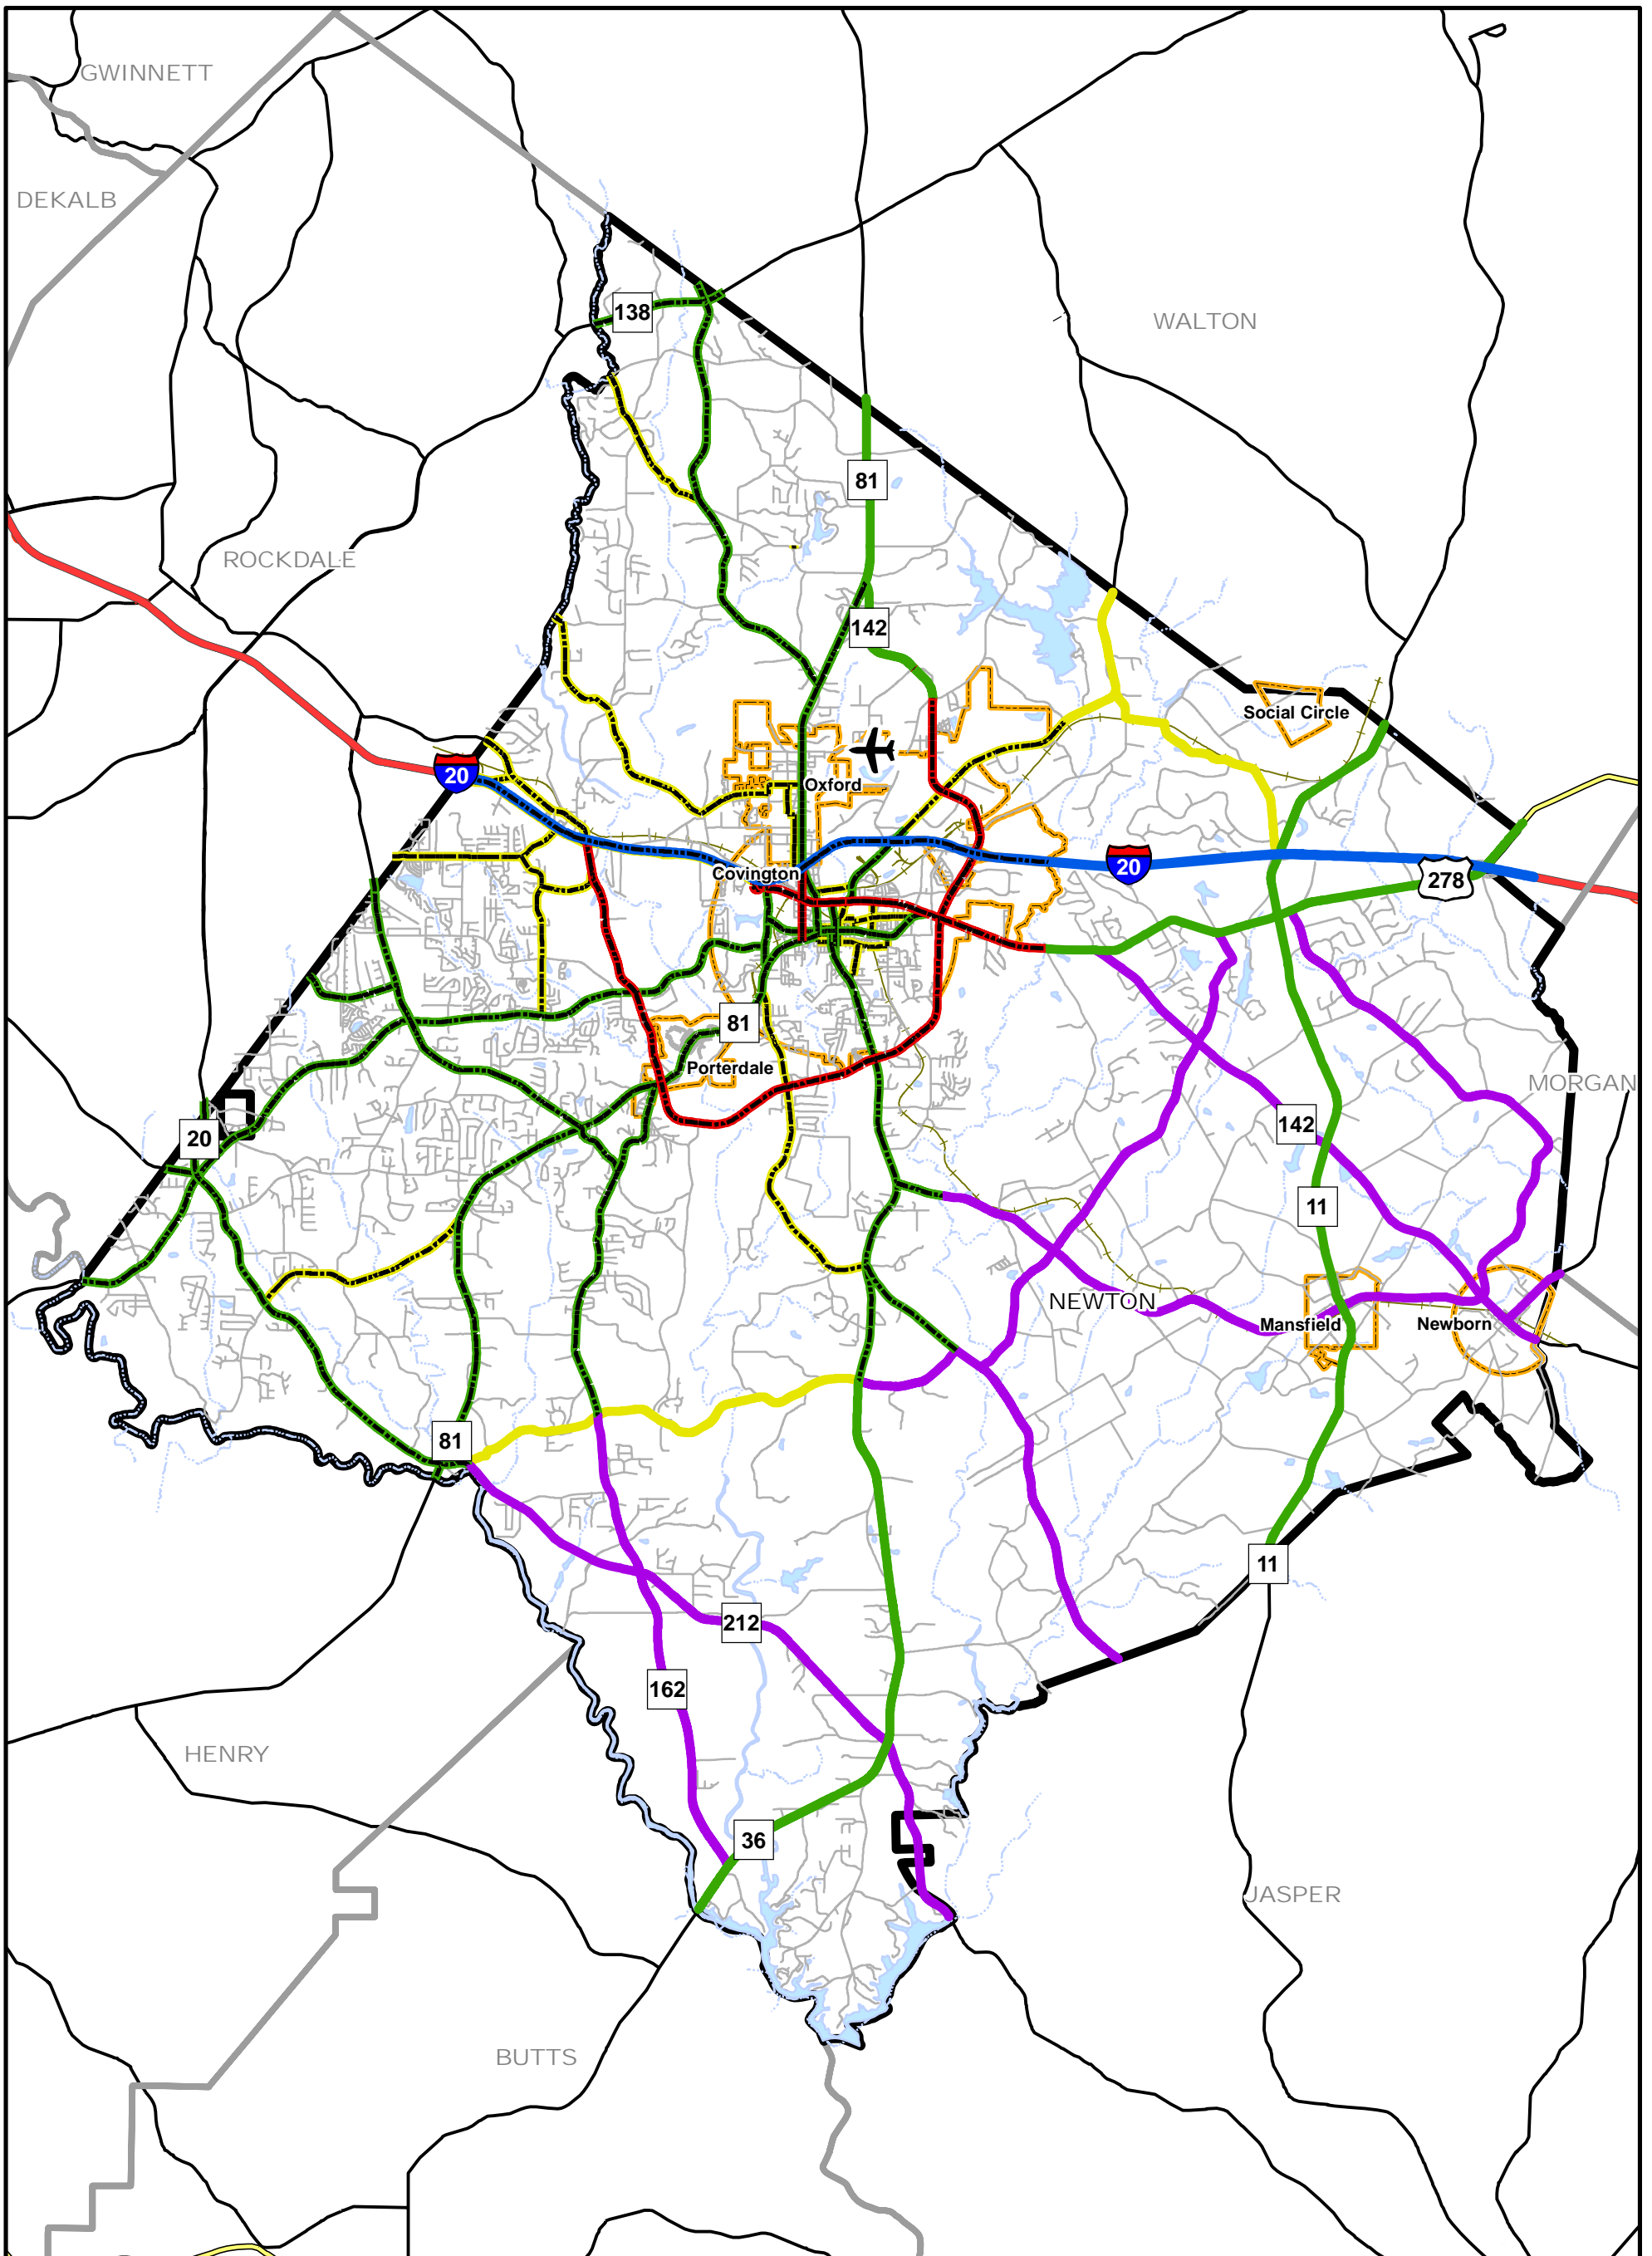 GWINNETT
DEKALB
138
WALTON
81
ROCKDALE
142
Social Circle
20
Oxford
20
Covington
278
81
Porterdale
MORGAN
20
142
11
NEWTON
Mansfield
Newborn
81
11
212
162
HENRY
36
JASPER
BUTTS